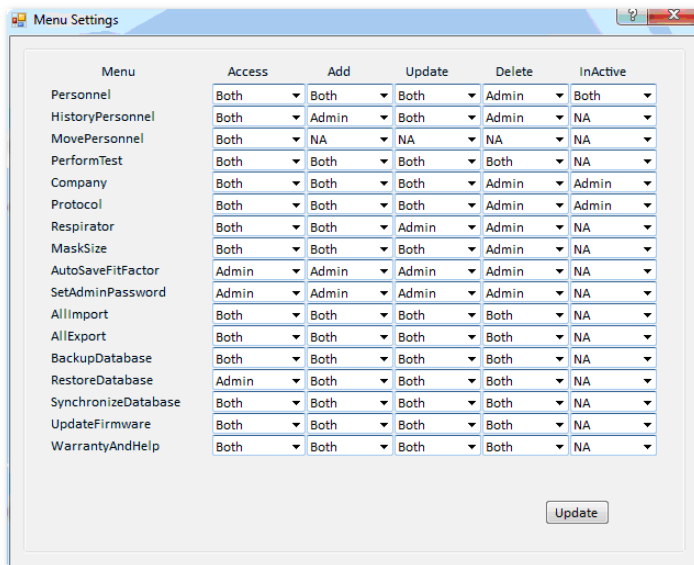 Menu Settings
?
X
Menu Access Add Update Delete InActive
Personnel Both Both Both Admin Both
HistoryPersonnel Both Admin Both Admin NA
MovePersonnel Both NA NA NA NA
PerformTest Both Both Both Both NA
Company Both Both Both Admin Admin
Protocol Both Both Both Admin Admin
Respirator Both Both Admin Admin NA
MaskSize Both Both Both Admin NA
AutoSaveFitFactor Admin Admin Admin Admin NA
SetAdminPassword Admin Admin Admin Admin NA
AllImport Both Both Both Both NA
AllExport Both Both Both Both NA
BackupDatabase Both Both Both Both NA
RestoreDatabase Admin Both Both Both NA
SynchronizeDatabase Both Both Both Both NA
UpdateFirmware Both Both Both Both NA
WarrantyAndHelp Both Both Both Both NA
Update